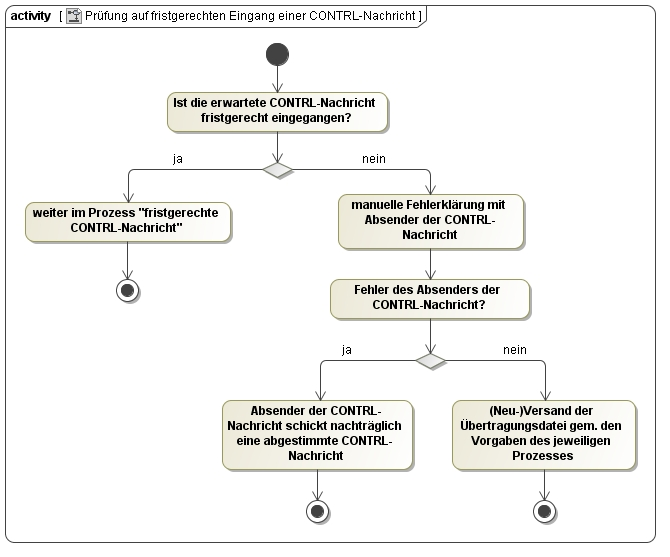 activity [ Prüfung auf fristgerechten Eingang einer CONTRL-Nachricht ]
Ist die erwartete CONTRL-Nachricht
fristgerecht eingegangen?
ja
nein
weiter im Prozess "fristgerechte
CONTRL-Nachricht"
manuelle Fehlerklärung mit
Absender der CONTRL-
Nachricht
Fehler des Absenders der
CONTRL-Nachricht?
ja
nein
Absender der CONTRL-
Nachricht schickt nachträglich
eine abgestimmte CONTRL-
Nachricht
(Neu-)Versand der
Übertragungsdatei gem. den
Vorgaben des jeweiligen
Prozesses